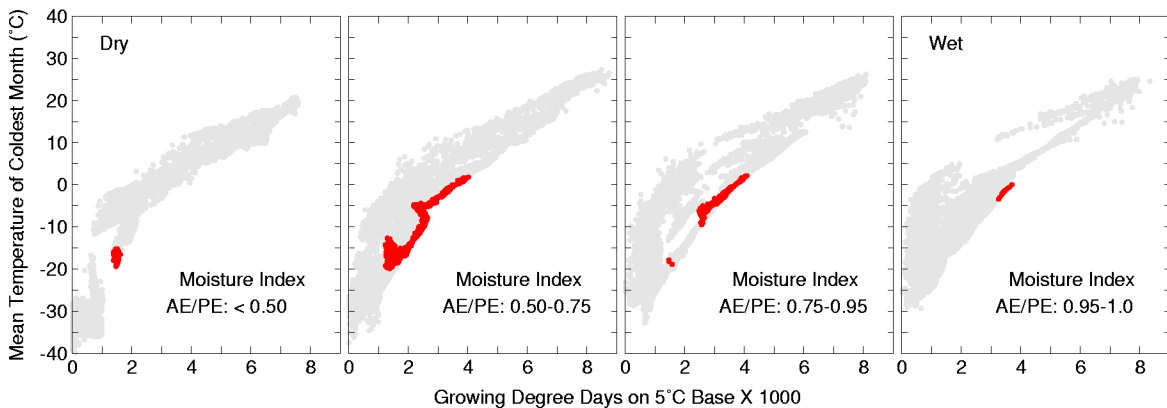 Mean Temperature of Coldest Month (°C)
40
30
20
10
0
-10
-20
-30
-40
Dry
Moisture Index
AE/PE: < 0.50
0 2 4 6 8
Moisture Index
AE/PE: 0.50-0.75
0 2 4 6 8
Moisture Index
AE/PE: 0.75-0.95
0 2 4 6 8
Wet
Moisture Index
AE/PE: 0.95-1.0
0 2 4 6 8
Growing Degree Days on 5°C Base X 1000